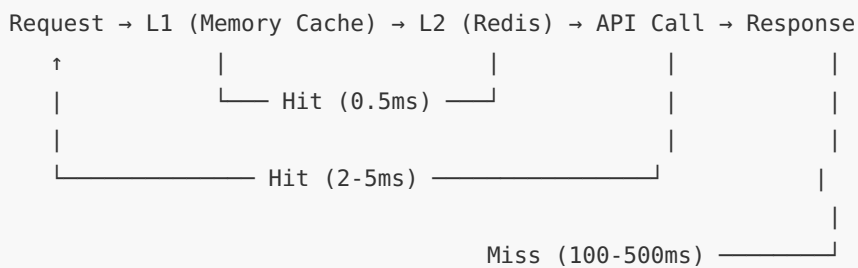 Request → L1 (Memory Cache) → L2 (Redis) → API Call → Response
Hit (0.5ms)
Hit (2-5ms)
Miss (100-500ms)